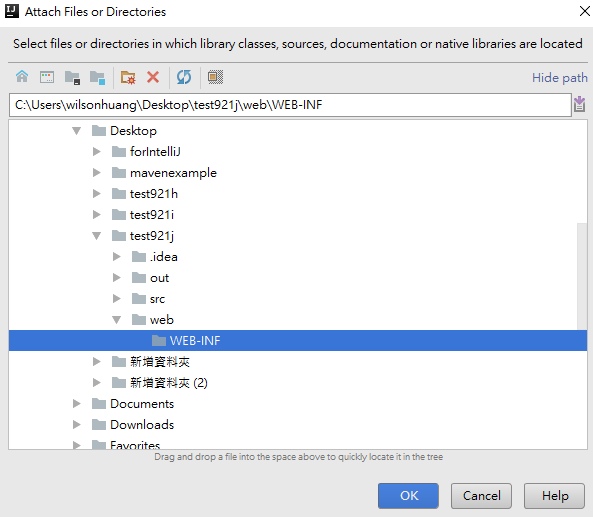 Attach Files or Directories
Select files or directories in which library classes, sources, documentation or native libraries are located
Hide path
C:\Users\wilsonhuang\Desktop\test921j\web\WEB-INF
Desktop
forIntelliJ
mavenexample
test921h
test921i
test921j
.idea
out
src
web
WEB-INF
新增資料夾
新增資料夾 (2)
Documents
Downloads
Favorites
Drag and drop a file into the space above to quickly locate it in the tree
OK Cancel Help